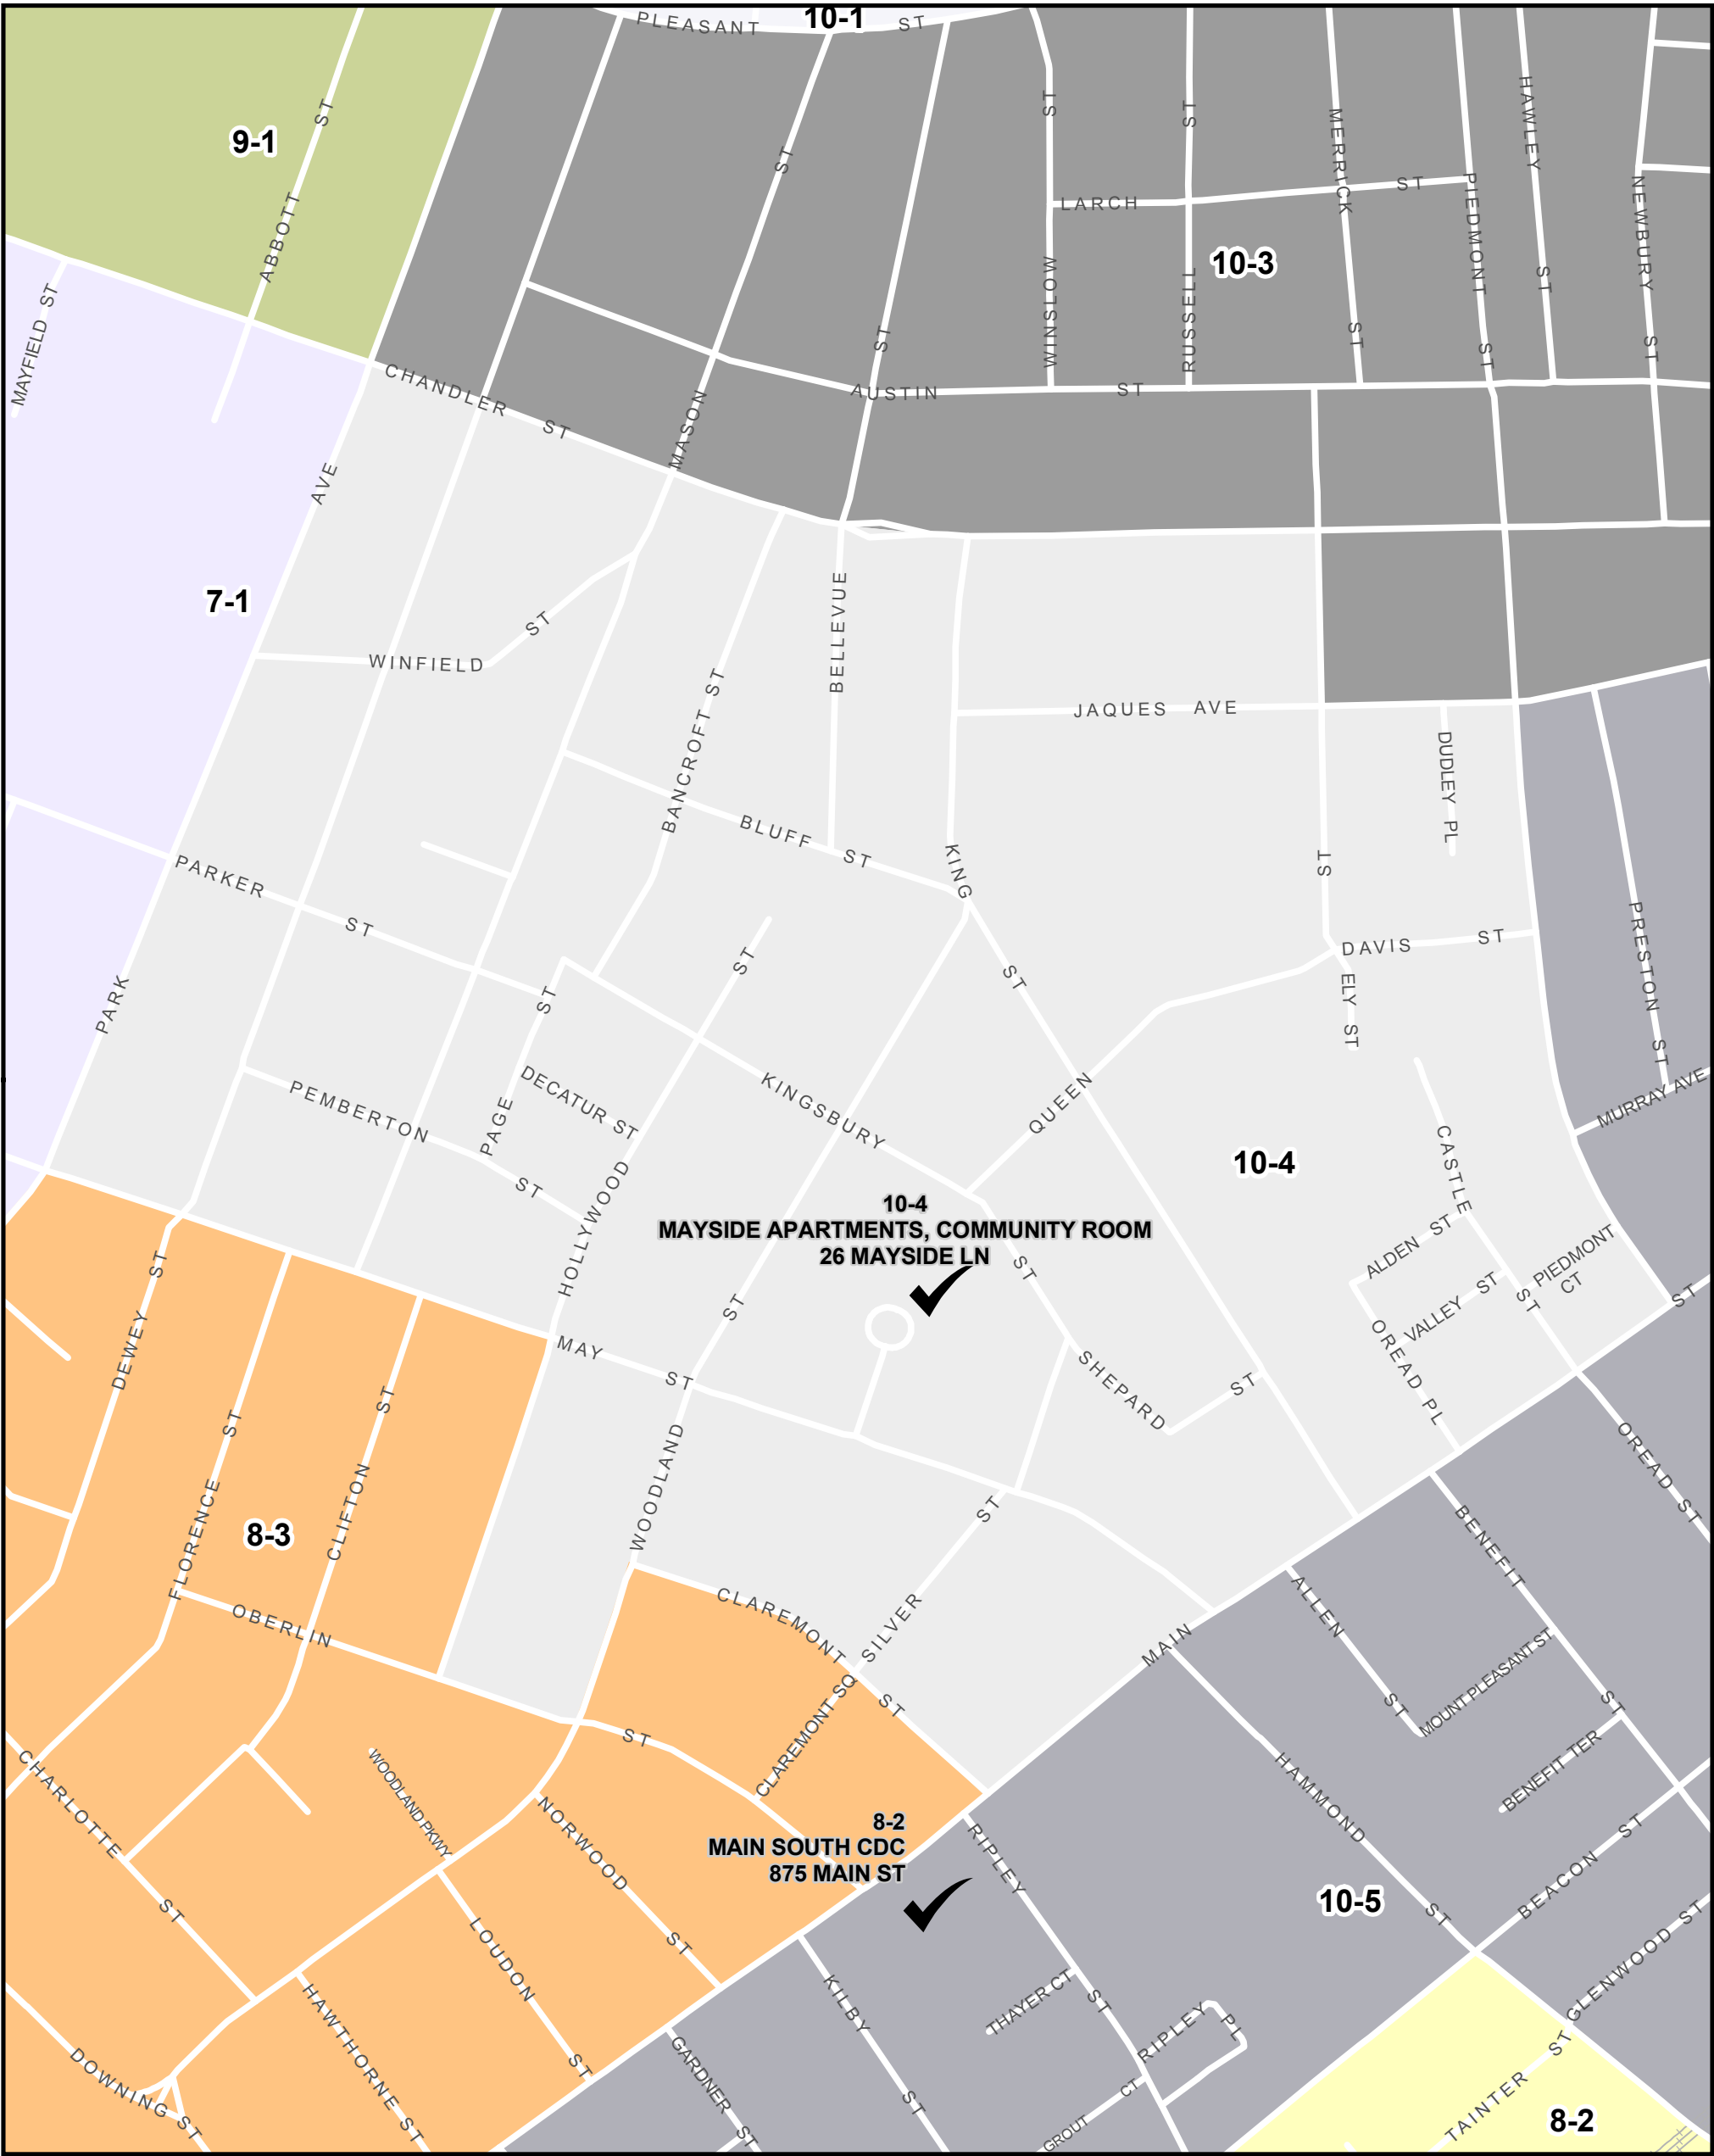 10-1
PLEASANT ST
9-1
ABBOTT ST
MAYFIELD ST
ST
ST
ST
ST
MERRICK ST
HAWLEY ST
PIEDMONT ST
NEWBURY ST
LARCH ST
10-3
WINSLOW
RUSSELL
CHANDLER ST
MASON
AUSTIN ST
AVE
7-1
WINFIELD ST
BELLEVUE
BANCROFT ST
JAQUES AVE
DUDLEY PL
BLUFF ST
KING ST
ST
PARKER ST
DAVIS ST
ELY ST
PRESTON ST
MURRAY AVE
PARK
ST
PAGE ST
DECATUR ST
PEMBERTON ST
KINGSBURY ST
QUEEN
HOLLYWOOD
10-4
CASTLE ST
ALDEN ST
VALLEY ST
PIEDMONT
CT
OREAD PL
ST
10-4
MAYSIDE APARTMENTS, COMMUNITY ROOM
26 MAYSIDE LN
DEWEY ST
ST
MAY ST
SHEPARD ST
FLORENCE ST
CLIFTON ST
8-3
WOODLAND
OREAD ST
BENEFIT ST
OBERLIN ST
CLAREMONT ST
SILVER ST
CLAREMONT SQ
MAIN
ALLEN ST
MOUNT PLEASANT ST
BENEFIT TER
HAMMOND ST
CHARLOTTE ST
WOODLAND PKWY
NORWOOD ST
8-2
MAIN SOUTH CDC
875 MAIN ST
RIPLEY ST
10-5
BEACON ST
GLENWOOD ST
LOUDON ST
HAWTHORNE ST
DOWNING ST
KILBY ST
THAYER CT
RIPLEY PL
GARDNER ST
GROUT CT
TAINTER ST
8-2